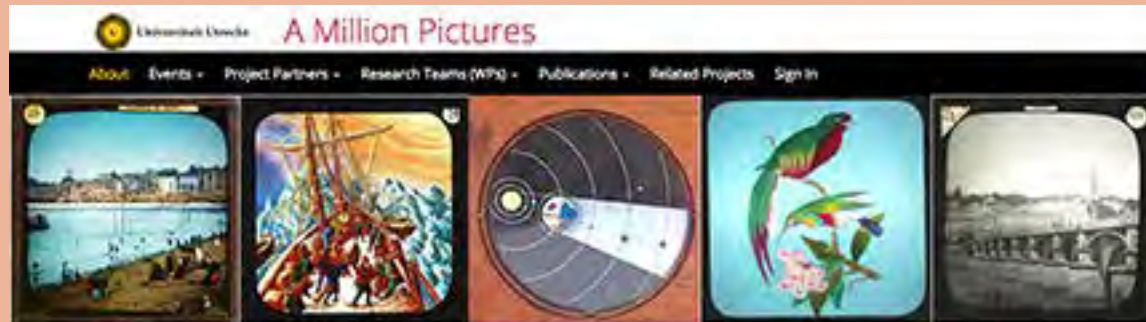 Universiteit Utrecht
A Million Pictures
About Events Project Partners Research Teams (WPs) Publications Related Projects Sign In